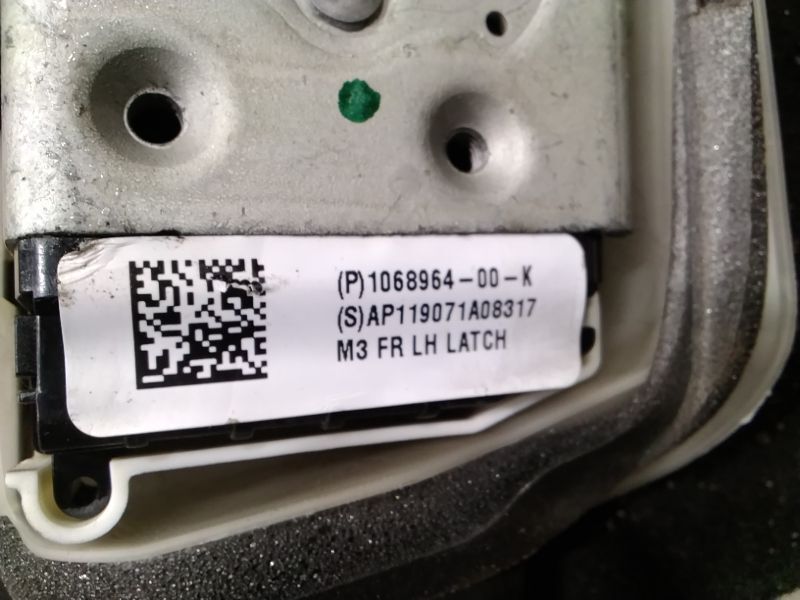 (P)1068964-00-K
(S)AP119071A08317
M3 FR LH LATCH